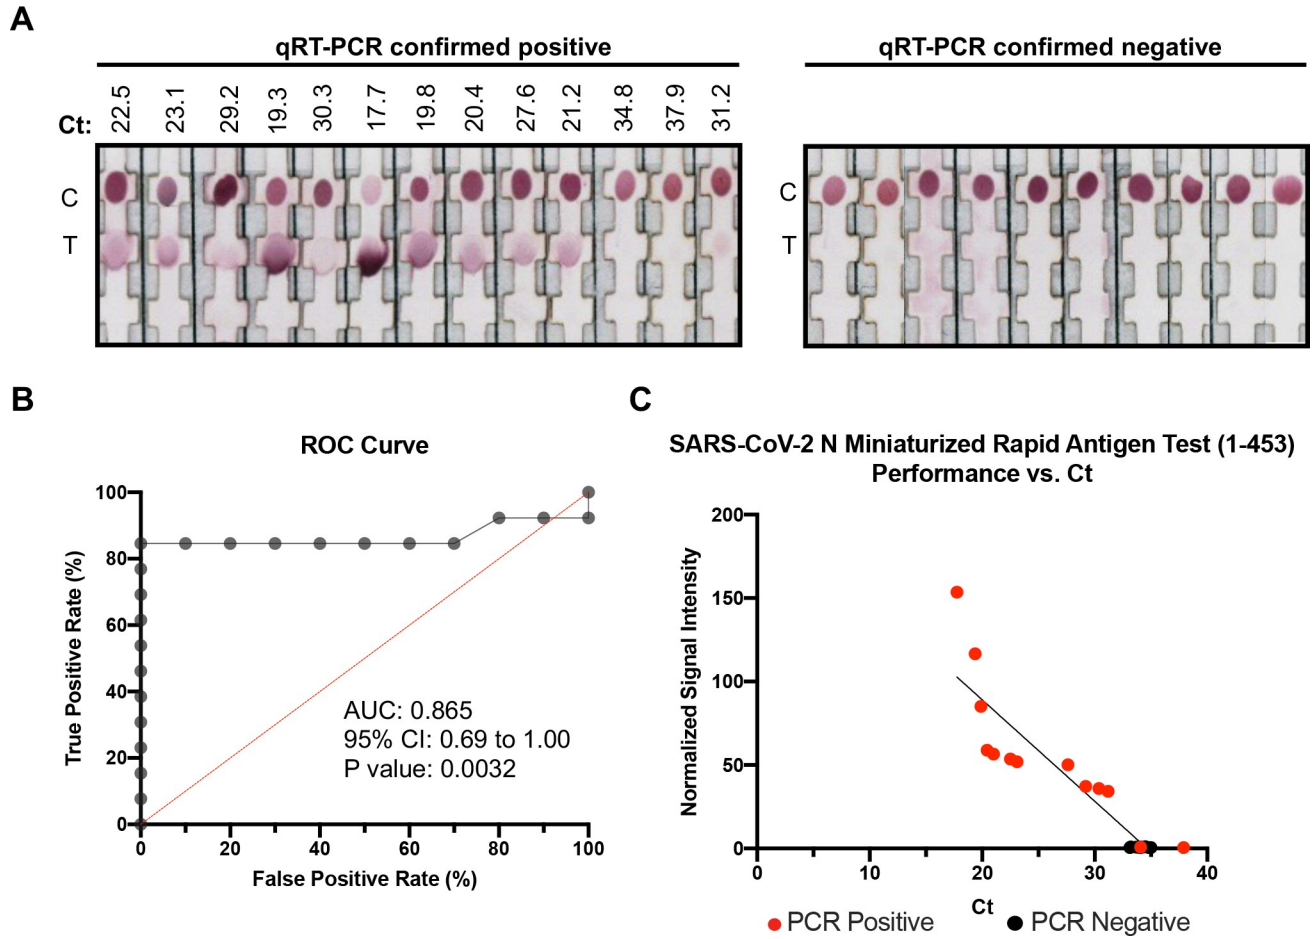 A
qRT-PCR confirmed positive
qRT-PCR confirmed negative
Ct: 22.5 23.1 29.2 19.3 30.3 17.7 19.8 20.4 27.6 21.2 34.8 37.9 31.2
C
T
C
T
B
ROC Curve
True Positive Rate (%)
100
80
60
40
20
0
AUC: 0.865
95% CI: 0.69 to 1.00
P value: 0.0032
0 20 40 60 80 100
False Positive Rate (%)
C
SARS-CoV-2 N Miniaturized Rapid Antigen Test (1-453)
Performance vs. Ct
Normalized Signal Intensity
200
150
100
50
0
0 10 20 30 40
Ct
PCR Positive PCR Negative